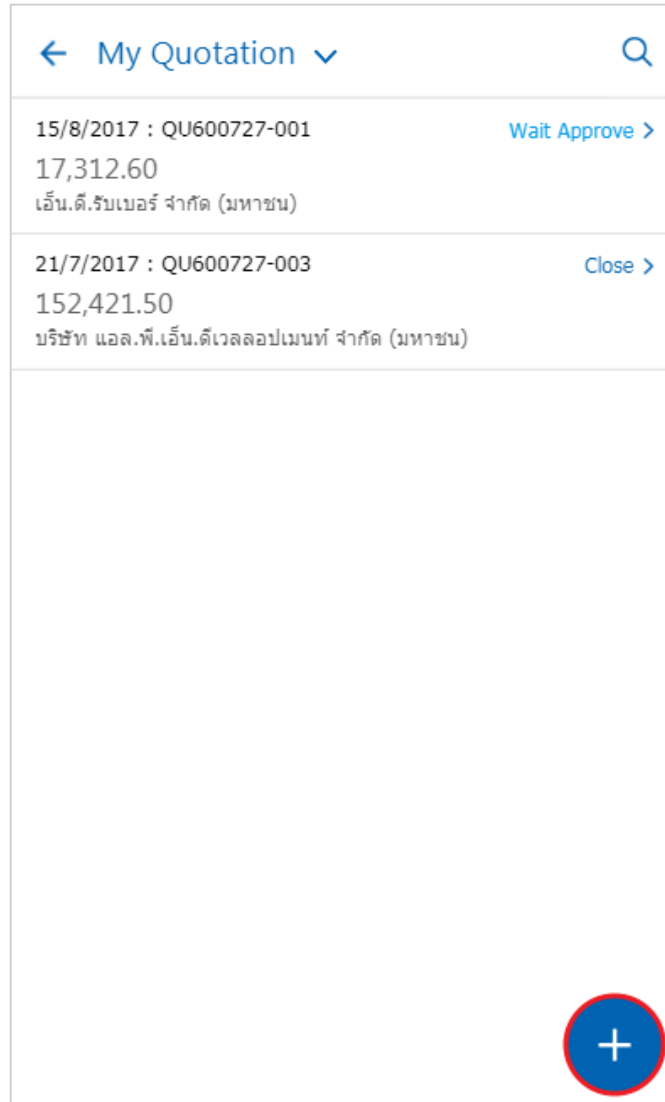 My Quotation
15/8/2017 : QU600727-001 Wait Approve
17,312.60
เอ็น.ดี.รับเบอร์ จำกัด (มหาชน)
21/7/2017 : QU600727-003 Close
152,421.50
บริษัท แอล.พี.เอ็น.ดีเวลลอปเมนท์ จำกัด (มหาชน)